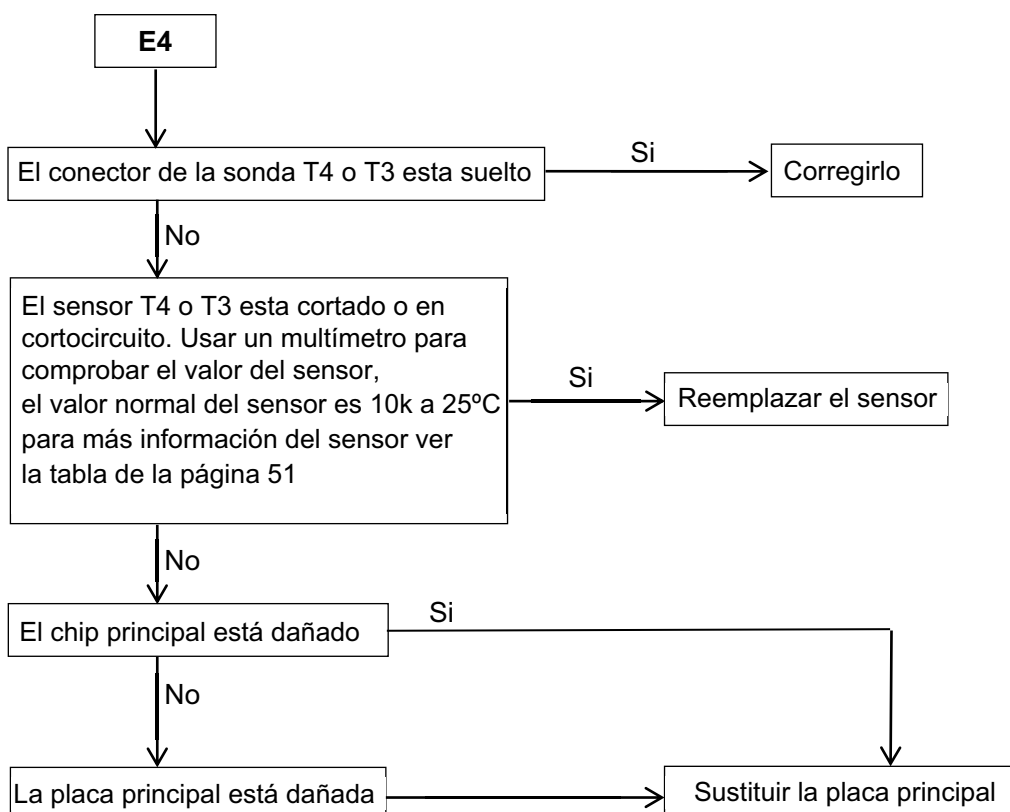 E4
El conector de la sonda T4 o T3 esta suelto
Si
Corregirlo
No
El sensor T4 o T3 esta cortado o en
cortocircuito. Usar un multímetro para
comprobar el valor del sensor,
el valor normal del sensor es 10k a 25ºC
para más información del sensor ver
la tabla de la página 51
Si
Reemplazar el sensor
No
El chip principal está dañado
Si
No
La placa principal está dañada
Sustituir la placa principal